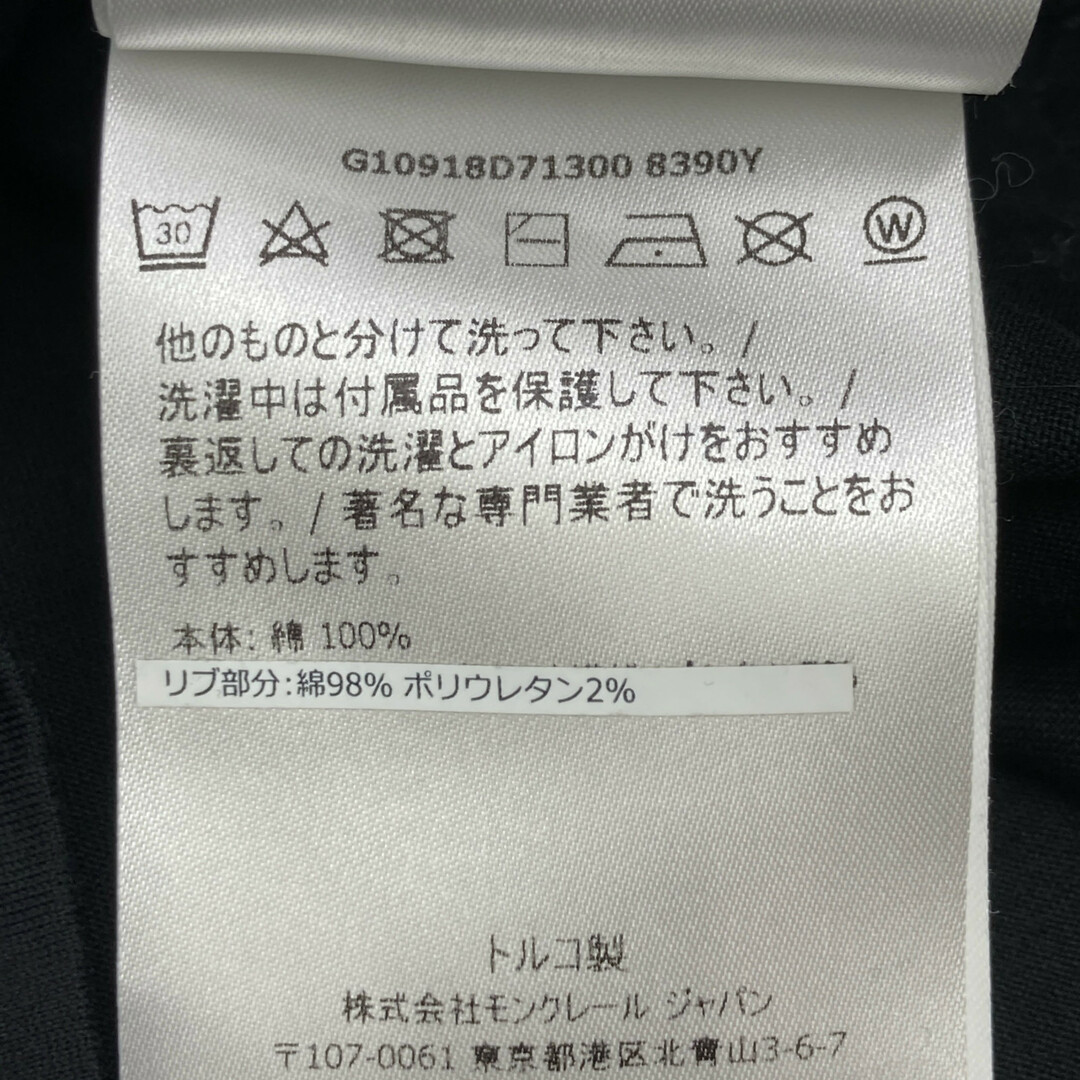 G10918D71300 8390Y
30 W
他のものと分けて洗って下さい。/
洗濯中は付属品を保護して下さい。/
裏返しての洗濯とアイロンがけをおすすめ
します。/ 著名な専門業者で洗うことをお
すすめします。
本体: 綿 100%
リブ部分:綿98% ポリウレタン2%
トルコ製
株式会社モンクレール ジャパン
〒107-0061 東京都港区北青山3-6-7